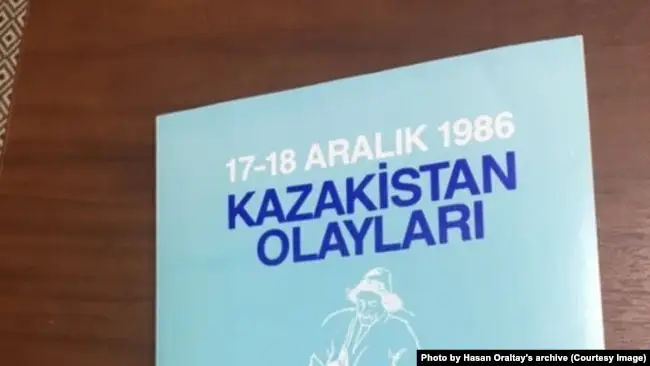 17-18 ARALIK 1986
KAZAKİSTAN
OLAYLARI
Photo by Hasan Oraltay's archive (Courtesy Image)